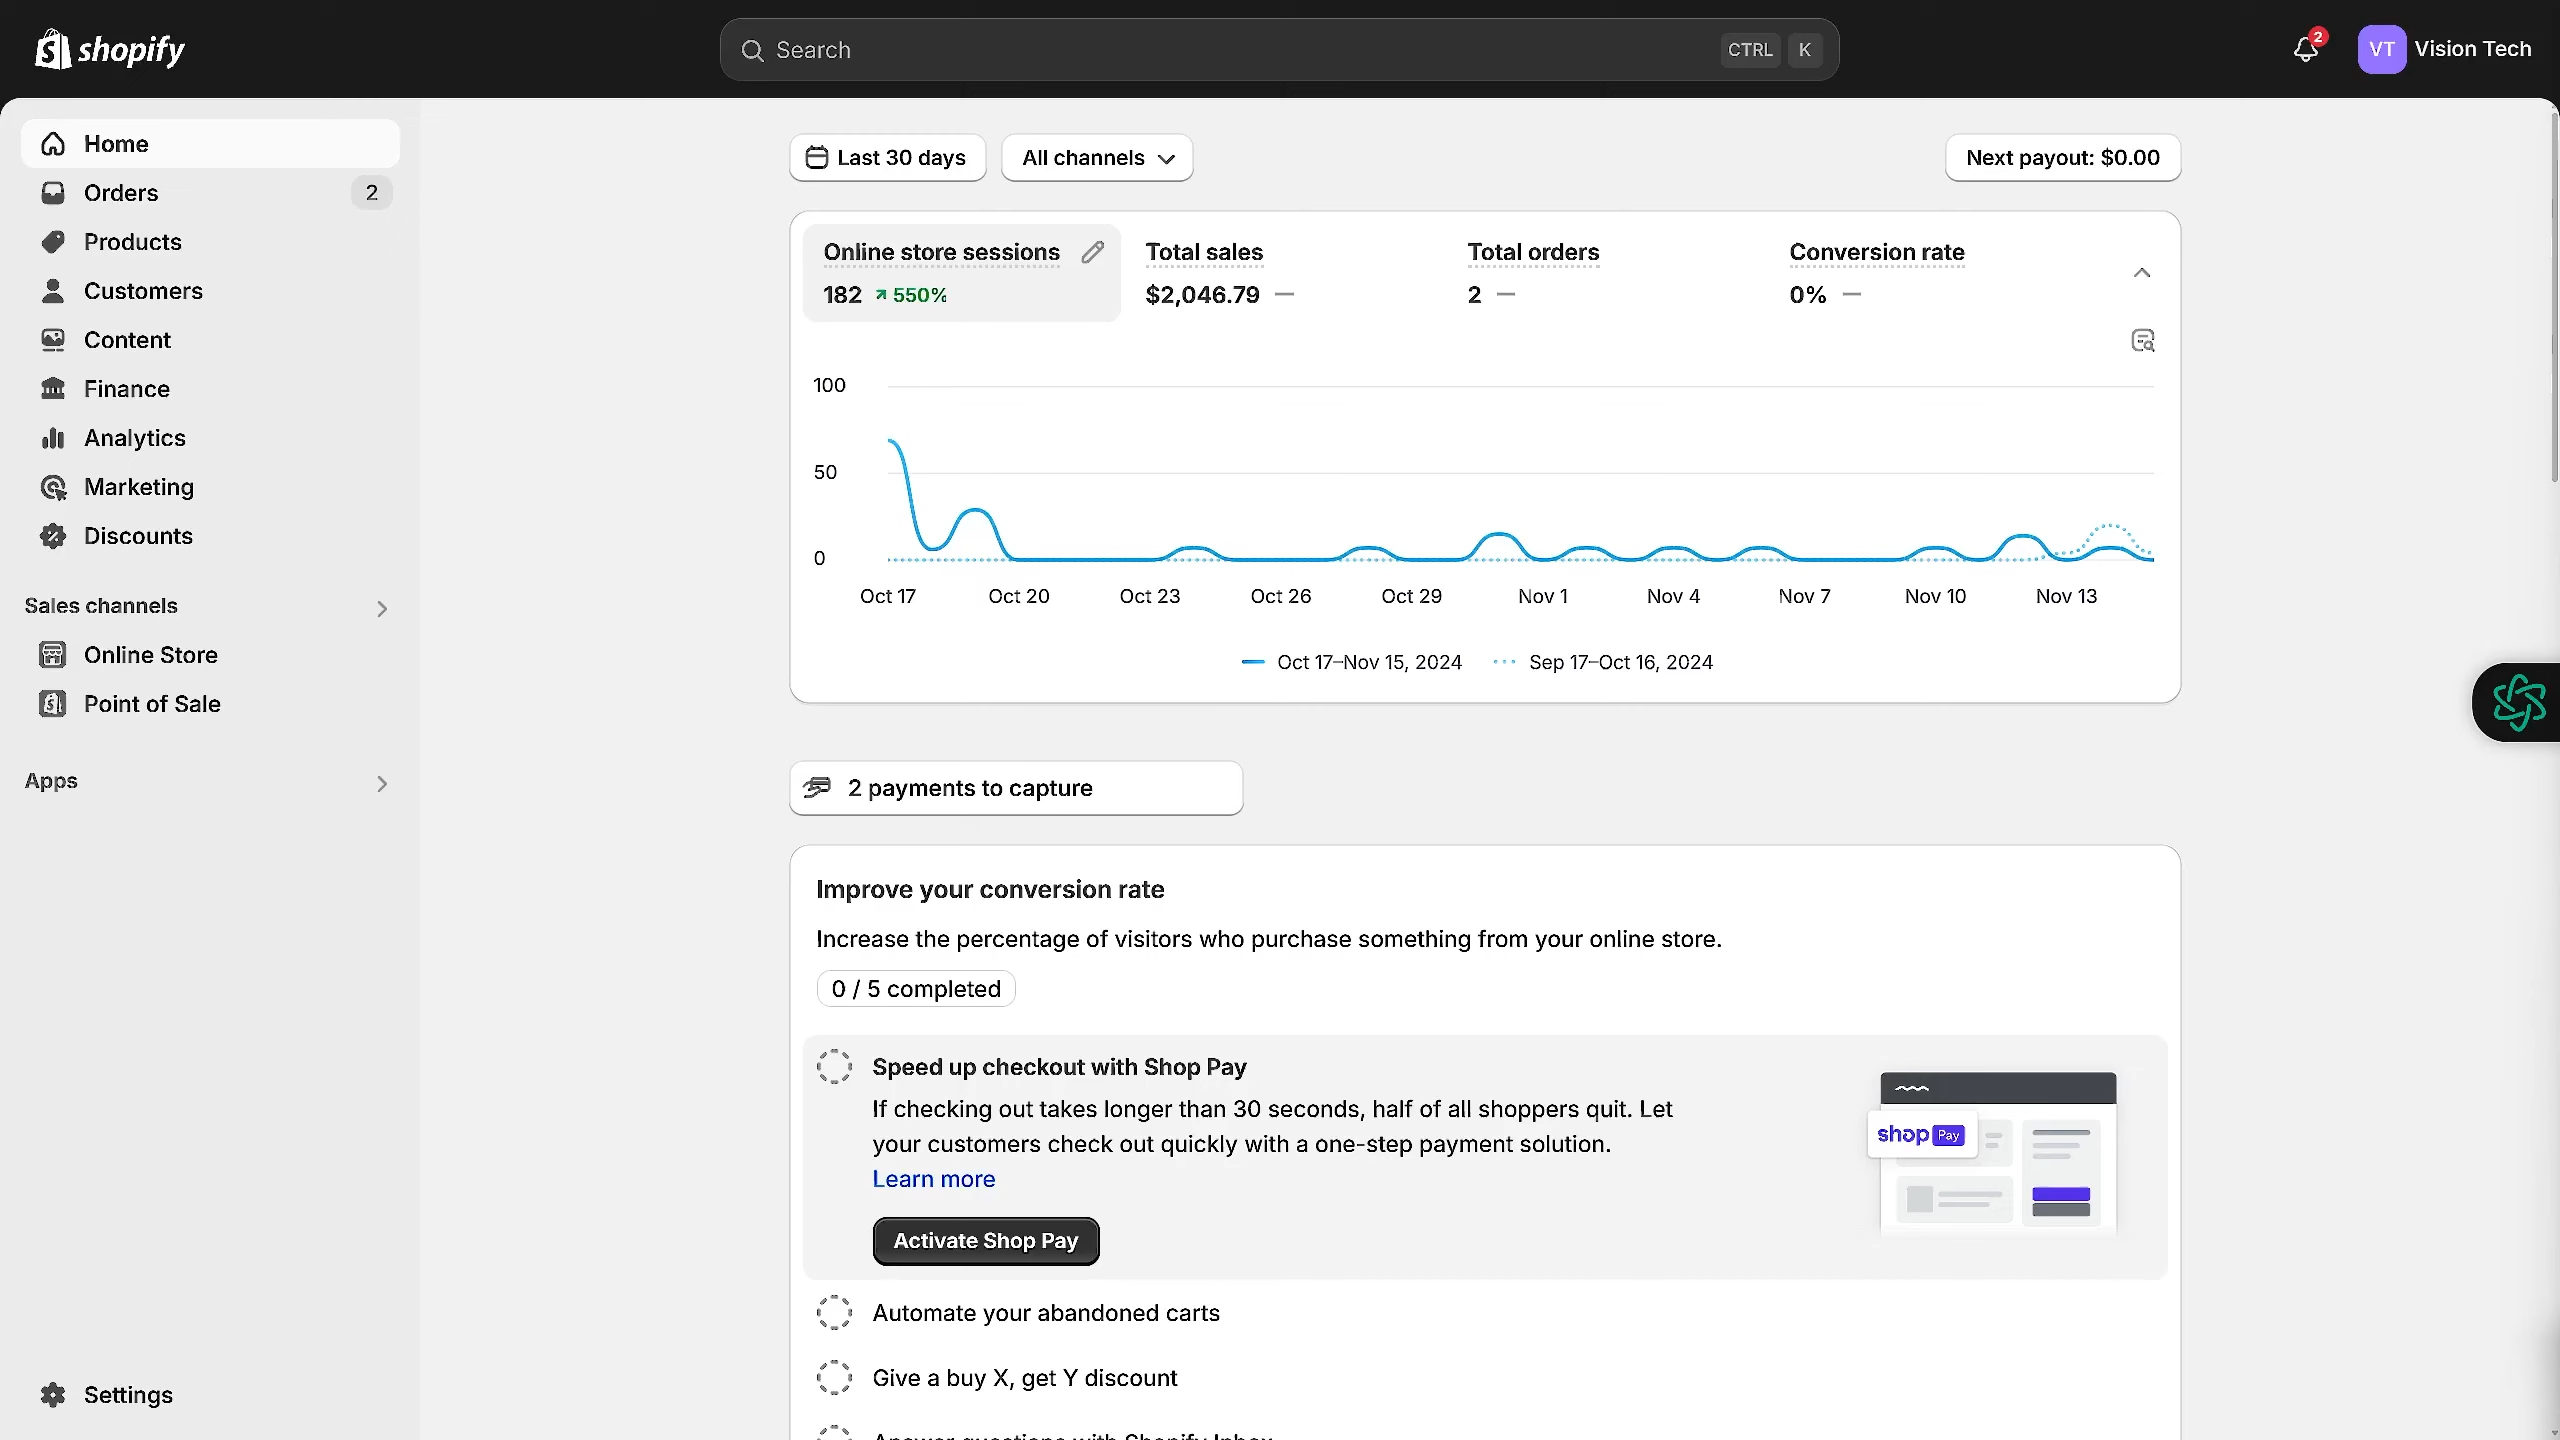 shopify
Search
CTRL K
2
VT Vision Tech
Home
Orders 2
Products
Customers
Content
Finance
Analytics
Marketing
Discounts
Sales channels
Online Store
Point of Sale
Apps
Settings
Last 30 days
All channels
Next payout: $0.00
Online store sessions
182 550%
Total sales
$2,046.79 —
Total orders
2 —
Conversion rate
0% —
100
50
0
Oct 17 Oct 20 Oct 23 Oct 26 Oct 29 Nov 1 Nov 4 Nov 7 Nov 10 Nov 13
Oct 17–Nov 15, 2024 Sep 17–Oct 16, 2024
2 payments to capture
Improve your conversion rate
Increase the percentage of visitors who purchase something from your online store.
0 / 5 completed
Speed up checkout with Shop Pay
If checking out takes longer than 30 seconds, half of all shoppers quit. Let
your customers check out quickly with a one-step payment solution.
Learn more
Activate Shop Pay
shop Pay
Automate your abandoned carts
Give a buy X, get Y discount
Answer questions with Shopify Inbox